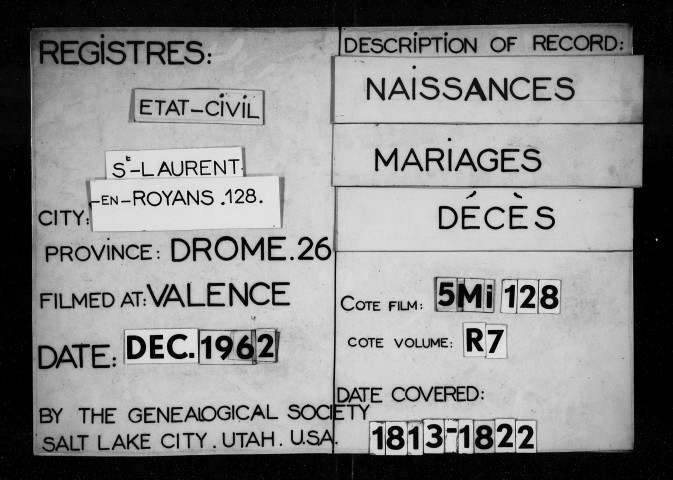 REGISTRES:
ETAT-CIVIL
St-LAURENT.
-EN-ROYANS.128.
CITY:
PROVINCE: DROME.26
FILMED AT: VALENCE
DATE: DEC. 1962
BY THE GENEALOGICAL SOCIETY
SALT LAKE CITY. UTAH. U.S.A.
DESCRIPTION OF RECORD:
NAISSANCES
MARIAGES
DÉCÈS
COTE FILM: 5Mi 128
COTE VOLUME: R7
DATE COVERED:
1813-1822